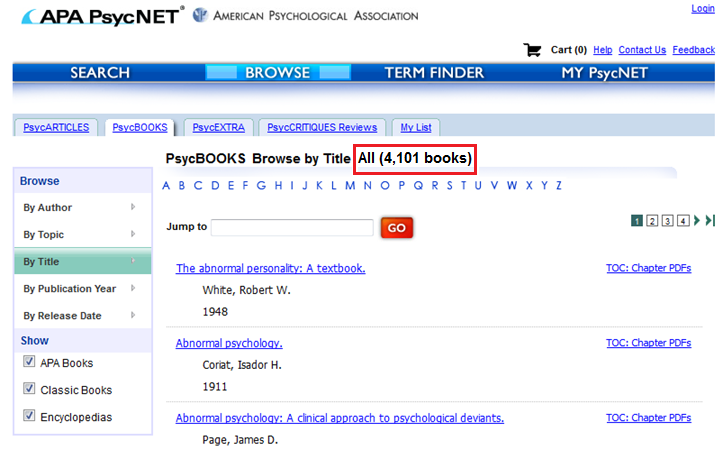 APA PsycNET® AMERICAN PSYCHOLOGICAL ASSOCIATION
Login
Cart (0) Help Contact Us Feedback
SEARCH BROWSE TERM FINDER MY PsycNET
PsycARTICLES PsycBOOKS PsycEXTRA PsycCRITIQUES Reviews My List
PsycBOOKS Browse by Title All (4,101 books)
A B C D E F G H I J K L M N O P Q R S T U V W X Y Z
Browse
By Author
By Topic
By Title
By Publication Year
By Release Date
Show
APA Books
Classic Books
Encyclopedias
Jump to GO
1 2 3 4
The abnormal personality: A textbook. TOC: Chapter PDFs
White, Robert W.
1948
Abnormal psychology. TOC: Chapter PDFs
Coriat, Isador H.
1911
Abnormal psychology: A clinical approach to psychological deviants. TOC: Chapter PDFs
Page, James D.